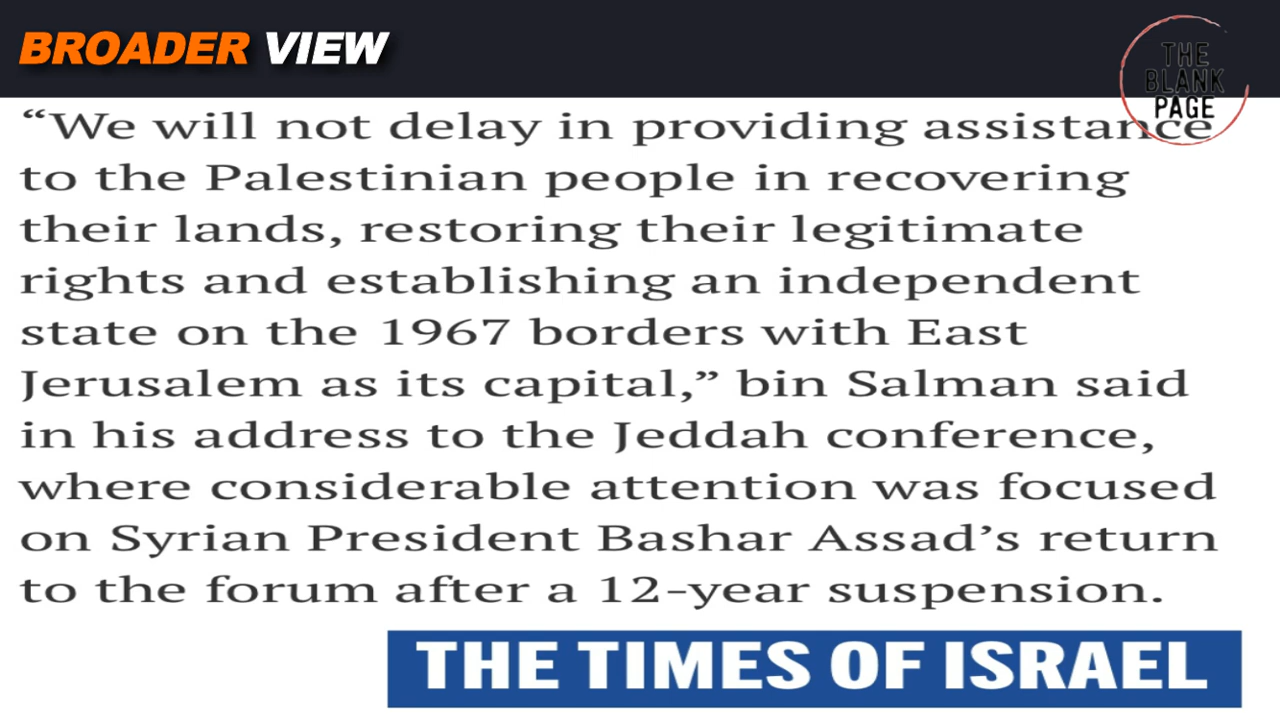 BROADER VIEW
THE
BLANK
PAGE
“We will not delay in providing assistance
to the Palestinian people in recovering
their lands, restoring their legitimate
rights and establishing an independent
state on the 1967 borders with East
Jerusalem as its capital,” bin Salman said
in his address to the Jeddah conference,
where considerable attention was focused
on Syrian President Bashar Assad’s return
to the forum after a 12-year suspension.
THE TIMES OF ISRAEL